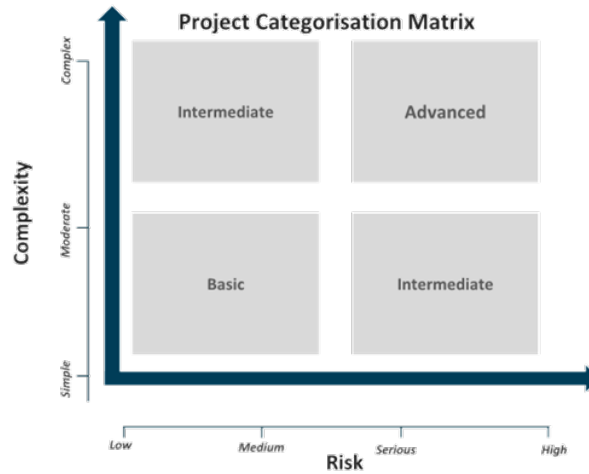 Project Categorisation Matrix
Complex
Intermediate
Advanced
Complexity
Moderate
Basic
Intermediate
Simple
Low
Medium
Serious
High
Risk